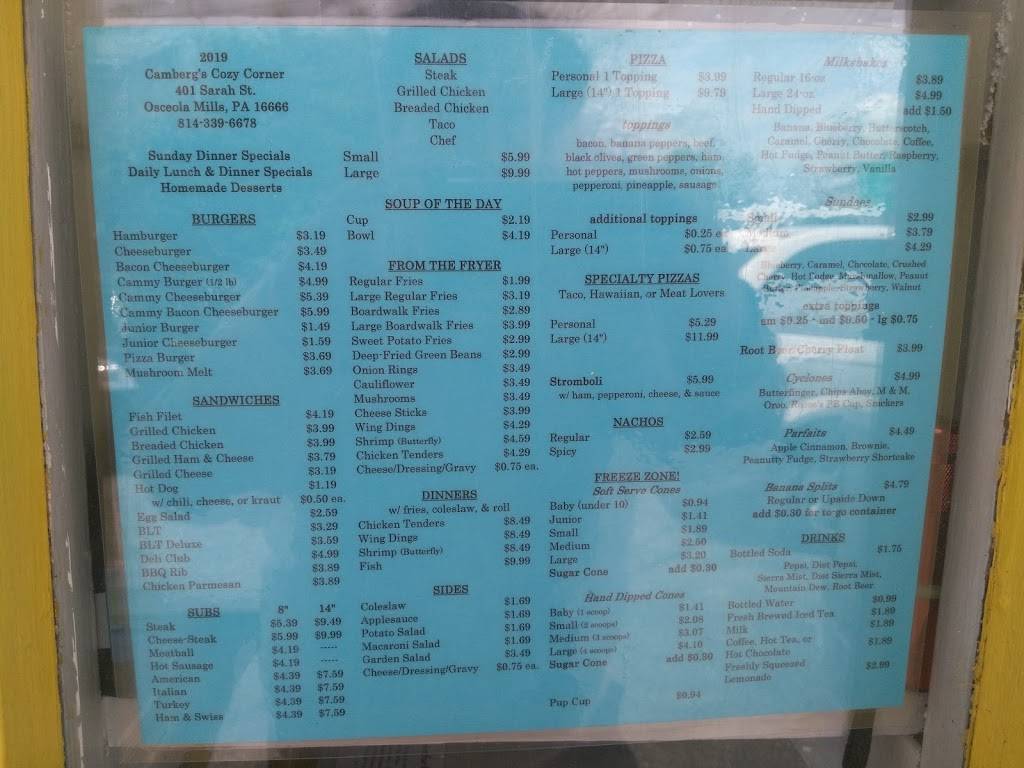 2019
Camberg's Cozy Corner
401 Sarah St.
Osceola Mills, PA 16666
814-339-6678
Sunday Dinner Specials
Daily Lunch & Dinner Specials
Homemade Desserts
BURGERS
Hamburger $3.19
Cheeseburger $3.49
Bacon Cheeseburger $4.19
Cammy Burger (1/2 lb) $4.99
Cammy Cheeseburger $5.39
Cammy Bacon Cheeseburger $5.99
Junior Burger $1.49
Junior Cheeseburger $1.59
Pizza Burger $3.69
Mushroom Melt $3.69
SANDWICHES
Fish Filet $4.19
Grilled Chicken $3.99
Breaded Chicken $3.99
Grilled Ham & Cheese $3.79
Grilled Cheese $3.19
Hot Dog $1.19
w/ chili, cheese, or kraut $0.50 ea.
Egg Salad $2.59
BLT $3.29
BLT Deluxe $3.59
Deli Club $4.99
BBQ Rib $3.89
Chicken Parmesan $3.89
SUBS 8" 14"
Steak $5.39 $9.49
Cheese-Steak $5.99 $9.99
Meatball $4.19 -----
Hot Sausage $4.19 -----
American $4.39 $7.59
Italian $4.39 $7.59
Turkey $4.39 $7.59
Ham & Swiss $4.39 $7.59
SALADS
Steak
Grilled Chicken
Breaded Chicken
Taco
Chef
Small $5.99
Large $9.99
SOUP OF THE DAY
Cup $2.19
Bowl $4.19
FROM THE FRYER
Regular Fries $1.99
Large Regular Fries $3.19
Boardwalk Fries $2.89
Large Boardwalk Fries $3.99
Sweet Potato Fries $2.99
Deep-Fried Green Beans $2.99
Onion Rings $3.49
Cauliflower $3.49
Mushrooms $3.49
Cheese Sticks $3.99
Wing Dings $4.29
Shrimp (Butterfly) $4.59
Chicken Tenders $4.29
Cheese/Dressing/Gravy $0.75 ea.
DINNERS
w/ fries, coleslaw, & roll
Chicken Tenders $8.49
Wing Dings $8.49
Shrimp (Butterfly) $8.49
Fish $9.99
SIDES
Coleslaw $1.69
Applesauce $1.69
Potato Salad $1.69
Macaroni Salad $1.69
Garden Salad $3.49
Cheese/Dressing/Gravy $0.75 ea.
PIZZA
Personal 1 Topping $3.99
Large (14") 1 Topping $9.79
toppings
bacon, banana peppers, beef,
black olives, green peppers, ham,
hot peppers, mushrooms, onions,
pepperoni, pineapple, sausage
additional toppings
Personal $0.25 ea
Large (14") $0.75 ea
SPECIALTY PIZZAS
Taco, Hawaiian, or Meat Lovers
Personal $5.29
Large (14") $11.99
Stromboli $5.99
w/ ham, pepperoni, cheese, & sauce
NACHOS
Regular $2.59
Spicy $2.99
FREEZE ZONE!
Soft Serve Cones
Baby (under 10) $0.94
Junior $1.41
Small $1.89
Medium $2.50
Large $3.20
Sugar Cone add $0.30
Hand Dipped Cones
Baby (1 scoop) $1.41
Small (2 scoops) $2.08
Medium (3 scoops) $3.07
Large (4 scoops) $4.10
Sugar Cone add $0.30
Pup Cup $0.94
Milkshakes
Regular 16-oz $3.89
Large 24-oz $4.99
Hand Dipped add $1.50
Banana, Blueberry, Butterscotch,
Caramel, Cherry, Chocolate, Coffee,
Hot Fudge, Peanut Butter, Raspberry,
Strawberry, Vanilla
Sundaes
Small $2.99
Medium $3.79
$4.29
Blueberry, Caramel, Chocolate, Crushed
Cherry, Hot Fudge, Marshmallow, Peanut
Butter, Pineapple, Strawberry, Walnut
extra toppings
sm $0.25 - md $0.50 - lg $0.75
Root Beer/Cherry Float $3.99
Cyclones $4.99
Butterfinger, Chips Ahoy, M & M,
Oreo, Reese's PB Cup, Snickers
Parfaits $4.49
Apple Cinnamon, Brownie,
Peanutty Fudge, Strawberry Shortcake
Banana Splits $4.79
Regular or Upside Down
add $0.30 for to-go container
DRINKS
Bottled Soda $1.75
Pepsi, Diet Pepsi,
Sierra Mist, Diet Sierra Mist,
Mountain Dew, Root Beer
Bottled Water $0.99
Fresh Brewed Iced Tea $1.89
Milk $1.89
Coffee, Hot Tea, or $1.89
Hot Chocolate
Freshly Squeezed $2.99
Lemonade